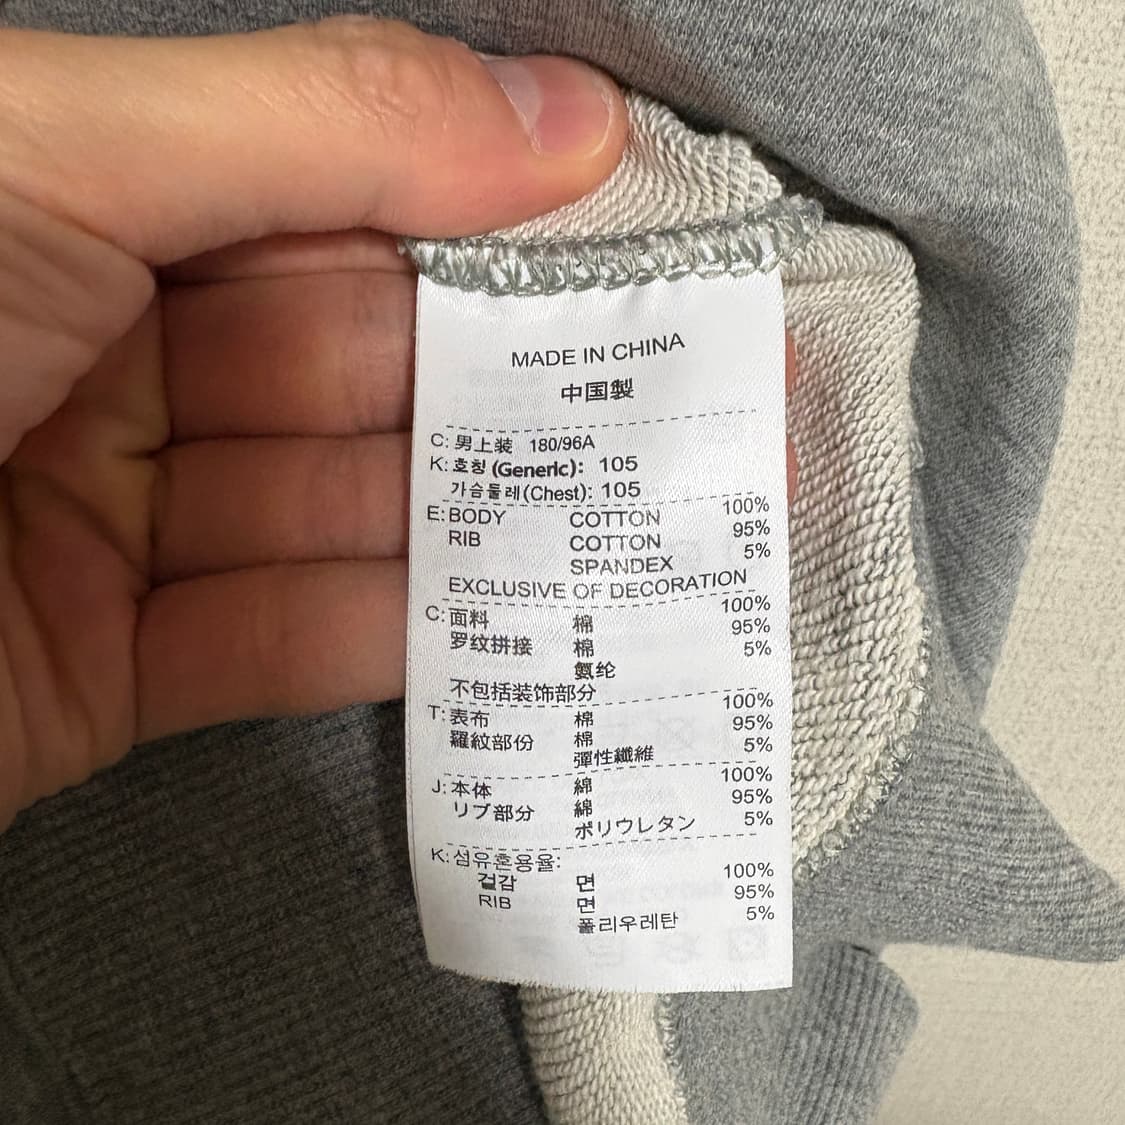 MADE IN CHINA
中国製
C: 男上装 180/96A
K: 호칭 (Generic): 105
가슴둘레(Chest): 105
E: BODY COTTON 100%
RIB COTTON 95%
SPANDEX 5%
EXCLUSIVE OF DECORATION
C: 面料 棉 100%
罗纹拼接 棉 95%
氨纶 5%
不包括装饰部分
T: 表布 棉 100%
羅紋部份 棉 95%
彈性纖維 5%
J: 本体 綿 100%
リブ部分 綿 95%
ポリウレタン 5%
K: 섬유혼용율:
겉감 면 100%
RIB 면 95%
폴리우레탄 5%